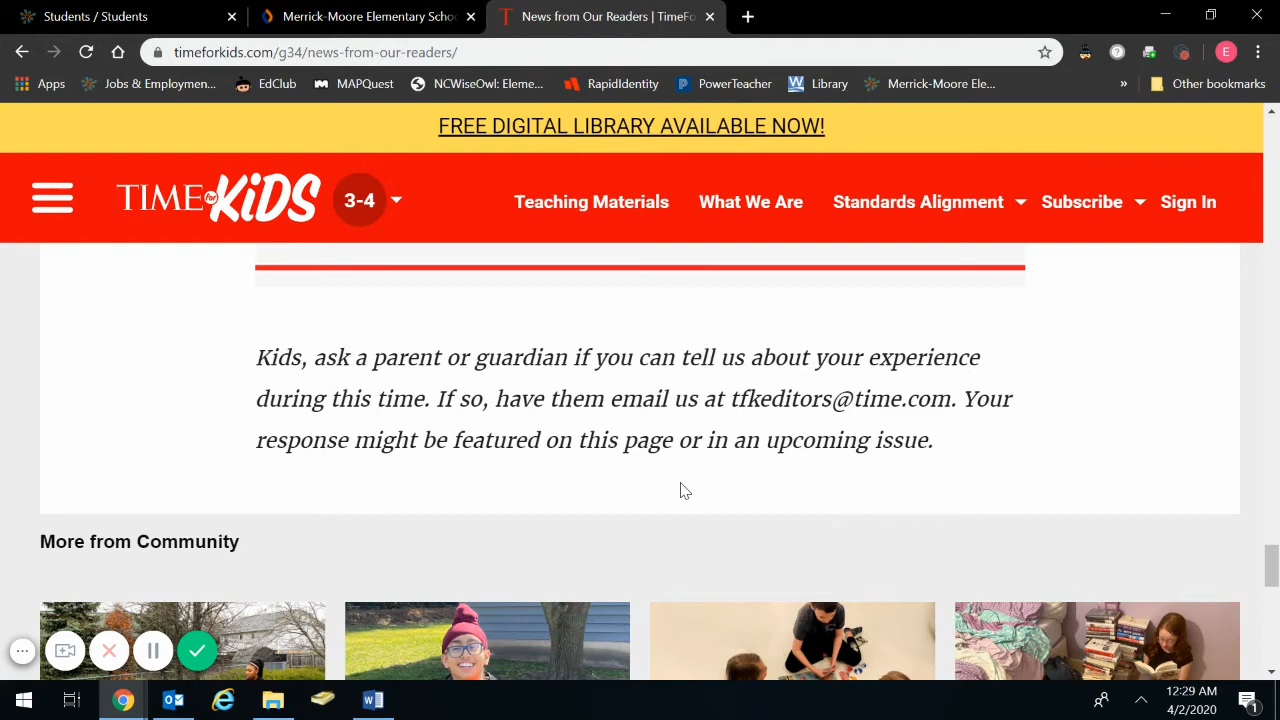 Students / Students
Merrick-Moore Elementary Scho
News from Our Readers | TimeFo
timeforkids.com/g34/news-from-our-readers/
E
Apps
Jobs & Employmen...
EdClub
MAPQuest
NCWiseOwl: Eleme...
RapidIdentity
PowerTeacher
Library
Merrick-Moore Ele...
»
Other bookmarks
FREE DIGITAL LIBRARY AVAILABLE NOW!
TIME for KiDS
3-4
Teaching Materials
What We Are
Standards Alignment
Subscribe
Sign In
Kids, ask a parent or guardian if you can tell us about your experience
during this time. If so, have them email us at tfkeditors@time.com. Your
response might be featured on this page or in an upcoming issue.
More from Community
12:29 AM
4/2/2020
1